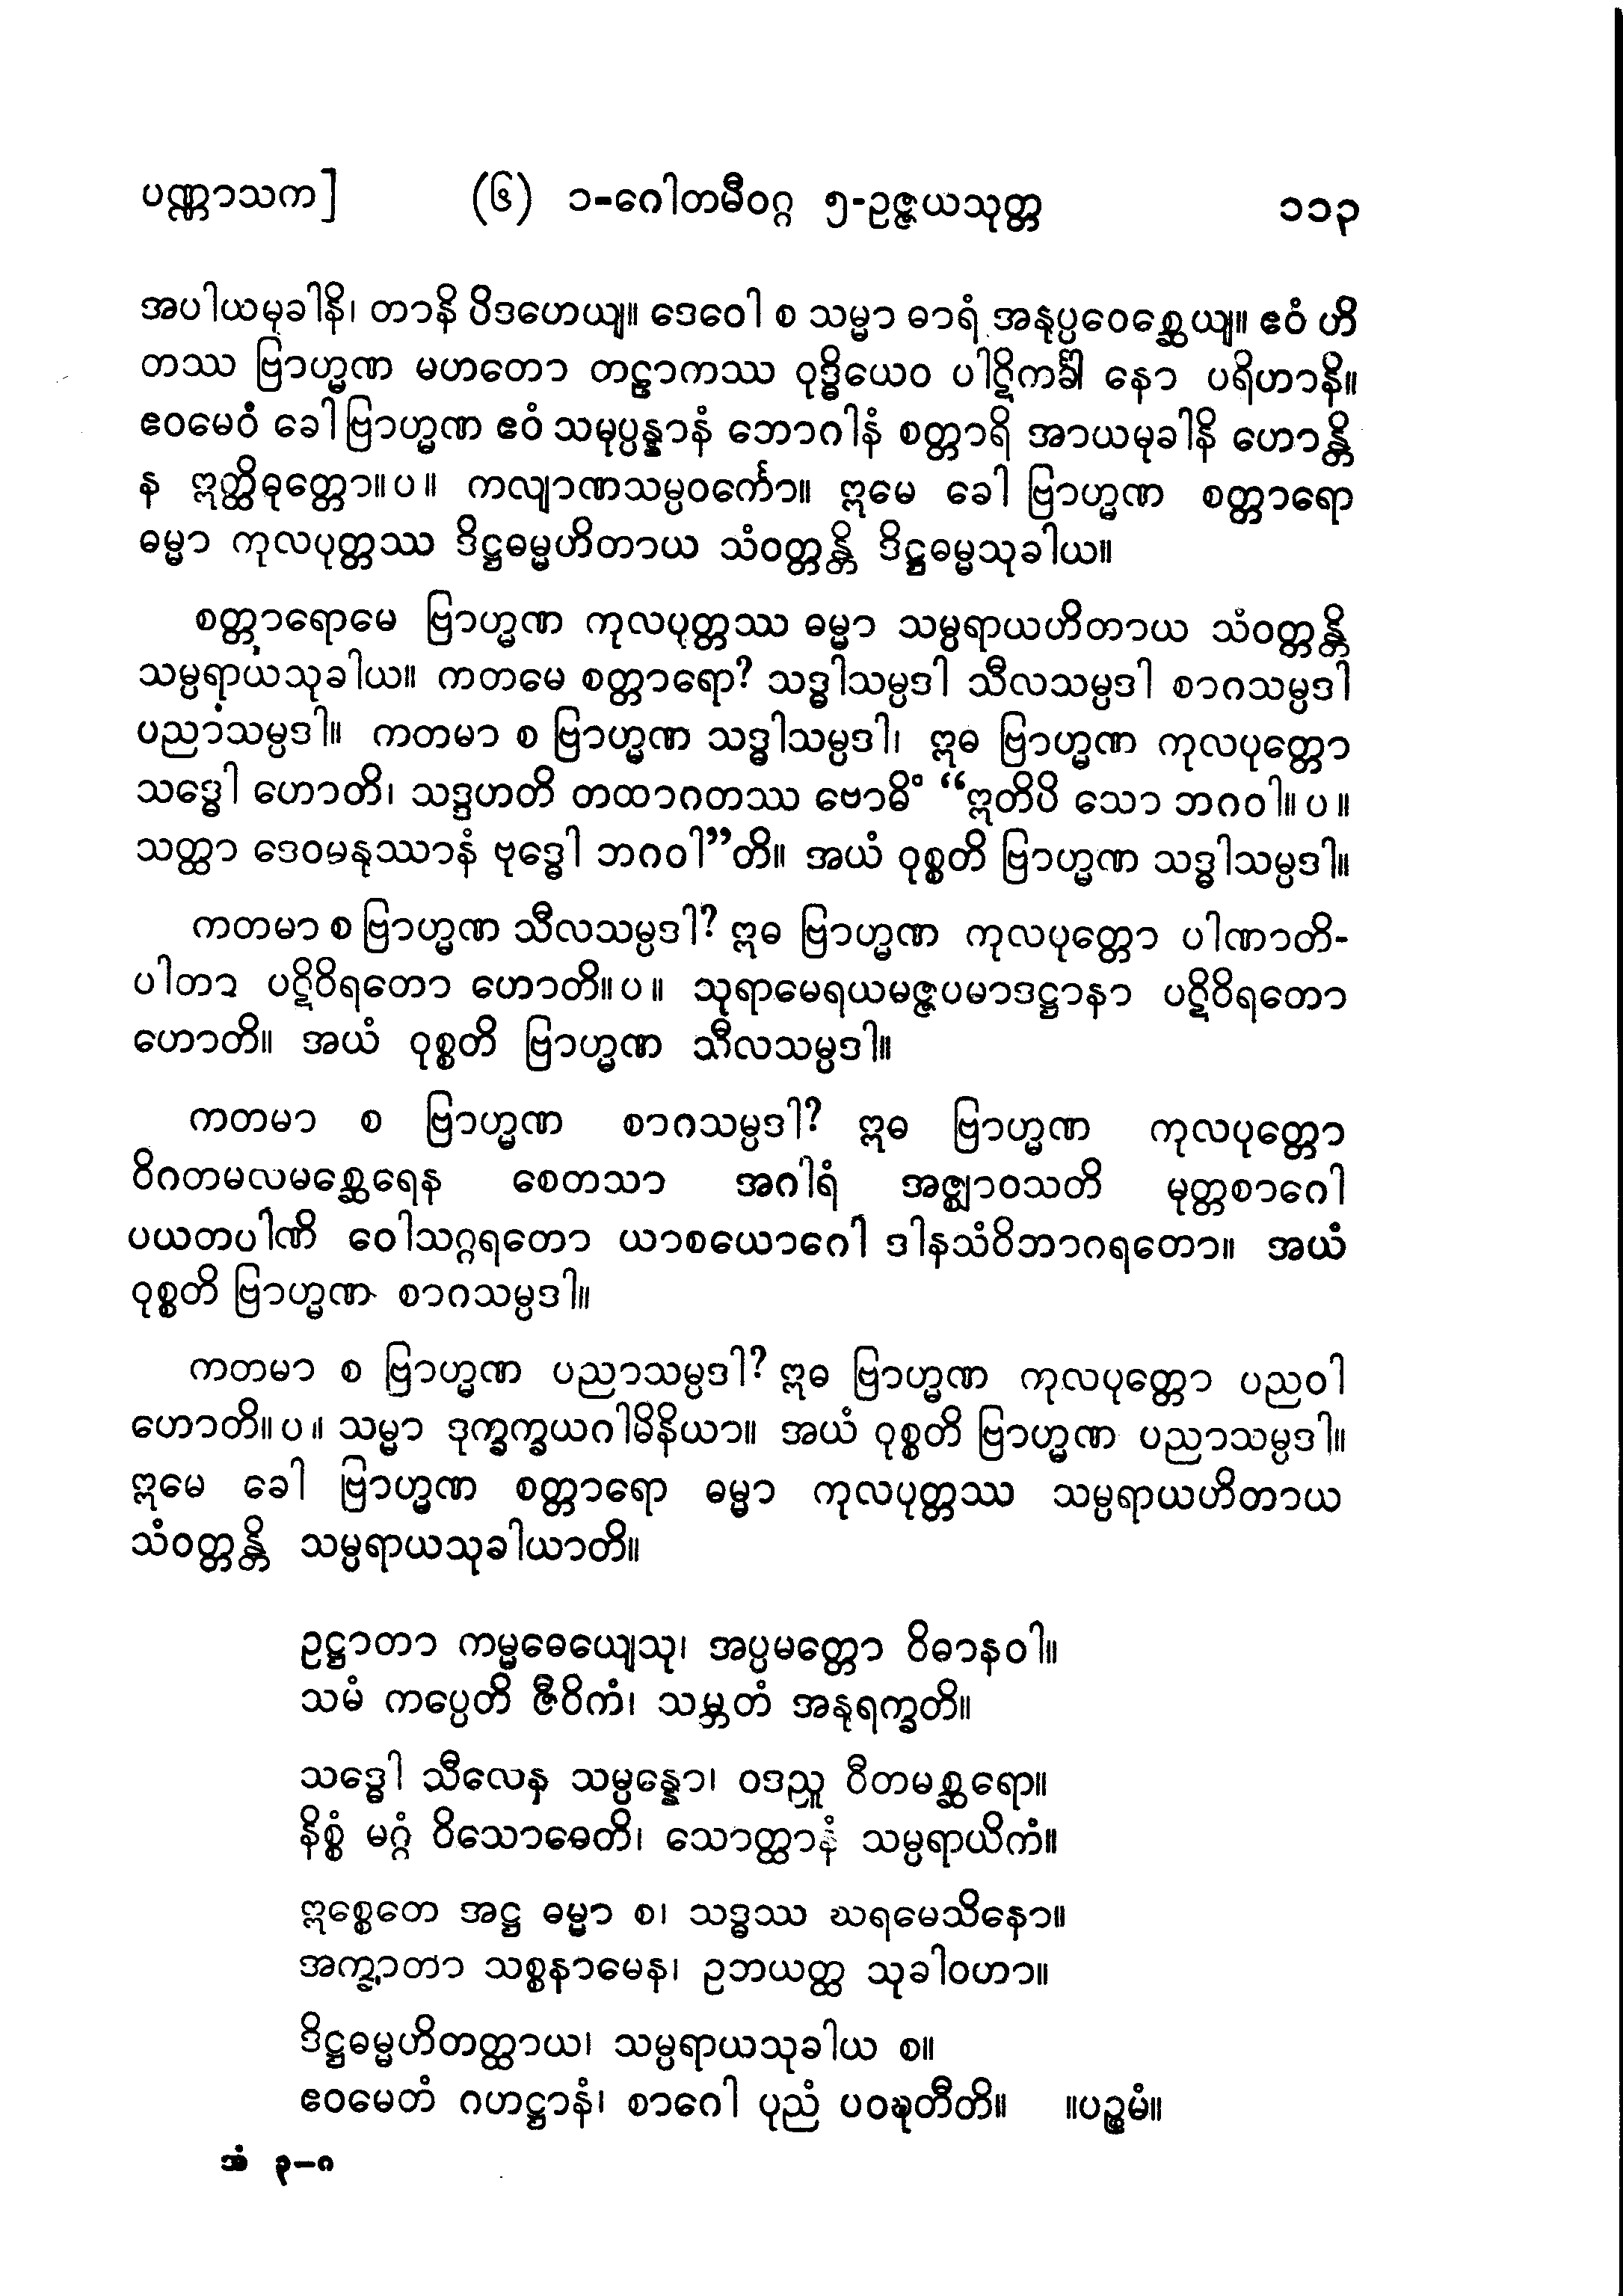 ပဏ္ဏာသက]	(၆) ၁-ဂေါတမီဝဂ္ဂ ၅-ဥဇ္ဇယသုတ္တ	၁၁၃
အပါယမုခါနိ၊ တာနိ ပိဒဟေယျ။ ဒေဝေါ စ သမ္မာ ဓာရံ အနုပ္ပဝေစ္ဆေယျ။ ဧဝံ ဟိ
တဿ ဗြာဟ္မဏ မဟတော တဠာကဿ ဝုဒ္ဓိယေဝ ပါဋိကင်္ခါ နော ပရိဟာနိ။
ဧဝမေဝံ ခေါ ဗြာဟ္မဏ ဧဝံ သမုပ္ပန္နာနံ ဘောဂါနံ စတ္တာရိ အာယမုခါနိ ဟောန္တိ
န ဣတ္ထိဓုတ္တော။ပ။ ကလျာဏသမ္ပဝင်္ကော။ ဣမေ ခေါ ဗြာဟ္မဏ စတ္တာရော
ဓမ္မာ ကုလပုတ္တဿ ဒိဋ္ဌဓမ္မဟိတာယ သံဝတ္တန္တိ ဒိဋ္ဌဓမ္မသုခါယ။
စတ္တာရောမေ ဗြာဟ္မဏ ကုလပုတ္တဿ ဓမ္မာ သမ္ပရာယဟိတာယ သံဝတ္တန္တိ
သမ္ပရာယသုခါယ။ ကတမေ စတ္တာရော? သဒ္ဓါသမ္ပဒါ သီလသမ္ပဒါ စာဂသမ္ပဒါ
ပညာသမ္ပဒါ။ ကတမာ စ ဗြာဟ္မဏ သဒ္ဓါသမ္ပဒါ၊ ဣဓ ဗြာဟ္မဏ ကုလပုတ္တော
သဒ္ဓေါ ဟောတိ၊ သဒ္ဒဟတိ တထာဂတဿ ဗောဓိံ “ဣတိပိ သော ဘဂဝါ။ပ။
သတ္ထာ ဒေဝမနုဿာနံ ဗုဒ္ဓေါ ဘဂဝါ”တိ။ အယံ ဝုစ္စတိ ဗြာဟ္မဏ သဒ္ဓါသမ္ပဒါ။
ကတမာ စ ဗြာဟ္မဏ သီလသမ္ပဒါ? ဣဓ ဗြာဟ္မဏ ကုလပုတ္တော ပါဏာတိ-
ပါတာ ပဋိဝိရတော ဟောတိ။ပ။ သုရာမေရယမဇ္ဇပမာဒဋ္ဌာနာ ပဋိဝိရတော
ဟောတိ။ အယံ ဝုစ္စတိ ဗြာဟ္မဏ သီလသမ္ပဒါ။
ကတမာ စ ဗြာဟ္မဏ စာဂသမ္ပဒါ? ဣဓ ဗြာဟ္မဏ ကုလပုတ္တော
ဝိဂတမလမစ္ဆေရေန စေတသာ အဂါရံ အဇ္ဈာဝသတိ မုတ္တစာဂေါ
ပယတပါဏိ ဝေါသဂ္ဂရတော ယာစယောဂေါ ဒါနသံဝိဘာဂရတော။ အယံ
ဝုစ္စတိ ဗြာဟ္မဏ စာဂသမ္ပဒါ။
ကတမာ စ ဗြာဟ္မဏ ပညာသမ္ပဒါ? ဣဓ ဗြာဟ္မဏ ကုလပုတ္တော ပညဝါ
ဟောတိ။ပ။ သမ္မာ ဒုက္ခက္ခယဂါမိနိယာ။ အယံ ဝုစ္စတိ ဗြာဟ္မဏ ပညာသမ္ပဒါ။
ဣမေ ခေါ ဗြာဟ္မဏ စတ္တာရော ဓမ္မာ ကုလပုတ္တဿ သမ္ပရာယဟိတာယ
သံဝတ္တန္တိ သမ္ပရာယသုခါယာတိ။
ဥဋ္ဌာတာ ကမ္မဓေယျေသု၊ အပ္ပမတ္တော ဝိဓာနဝါ။
သမံ ကပ္ပေတိ ဇီဝိကံ၊ သမ္ဘတံ အနုရက္ခတိ။
သဒ္ဓေါ သီလေန သမ္ပန္နော၊ ဝဒညူ ဝီတမစ္ဆရော။
နိစ္စံ မဂ္ဂံ ဝိသောဓေတိ၊ သောတ္ထာနံ သမ္ပရာယိကံ။
ဣစ္စေတေ အဋ္ဌ ဓမ္မာ စ၊ သဒ္ဓဿ ဃရမေသိနော။
အက္ခာတာ သစ္စနာမေန၊ ဥဘယတ္ထ သုခါဝဟာ။
ဒိဋ္ဌဓမ္မဟိတတ္ထာယ၊ သမ္ပရာယသုခါယ စ။
ဧဝမေတံ ဂဟဋ္ဌာနံ၊ စာဂေါ ပုညံ ပဝဍ္ဎတီတိ။ ။ပဉ္စမံ။
အံ ၃-ဂ